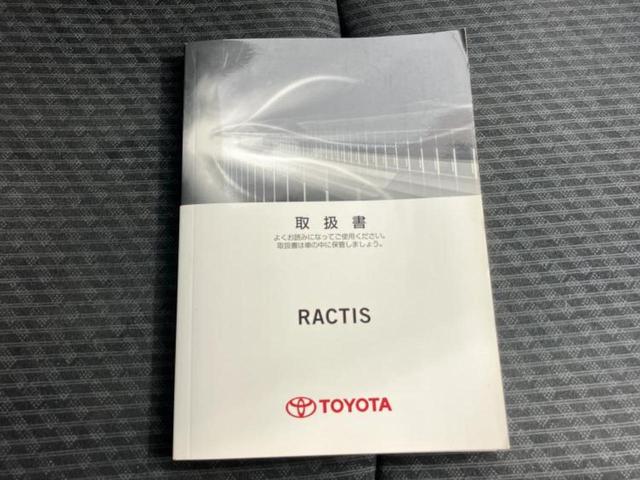 取扱書
よくお読みになってご使用ください。
取扱書は車の中に保管しましょう。
RACTIS
TOYOTA